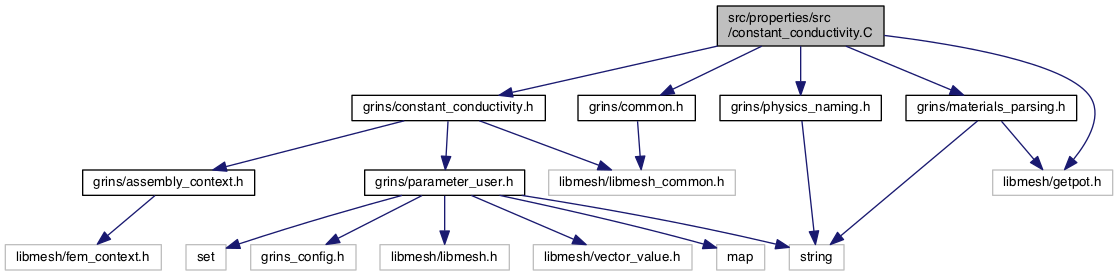 src/properties/src
/constant_conductivity.C
grins/constant_conductivity.h
grins/common.h
grins/physics_naming.h
grins/materials_parsing.h
grins/assembly_context.h
grins/parameter_user.h
libmesh/libmesh_common.h
libmesh/getpot.h
libmesh/fem_context.h
set
grins_config.h
libmesh/libmesh.h
libmesh/vector_value.h
map
string